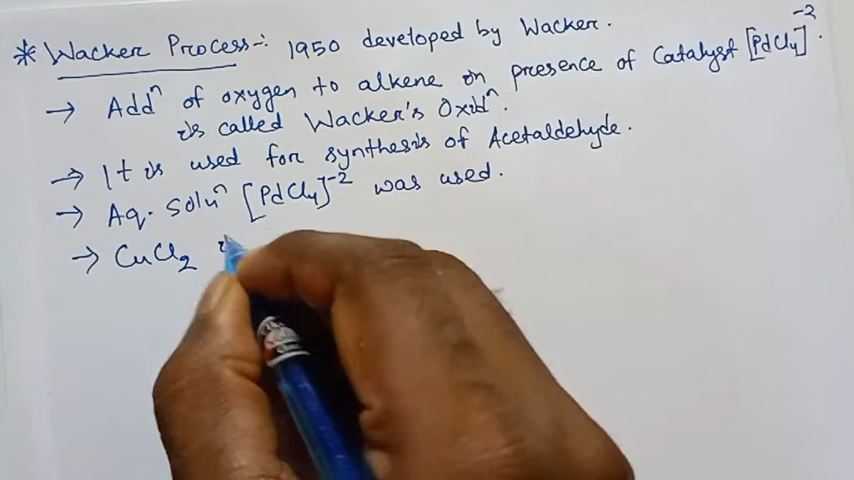 * Wacker Process-: 1950 developed by Wacker.
→ Addⁿ of oxygen to alkene in presence of Catalyst [PdCl₄]⁻².
is called Wacker's Oxidⁿ.
→ It is used for synthesis of Acetaldehyde.
→ Aq. Soluⁿ [PdCl₄]⁻² was used.
→ CuCl₂